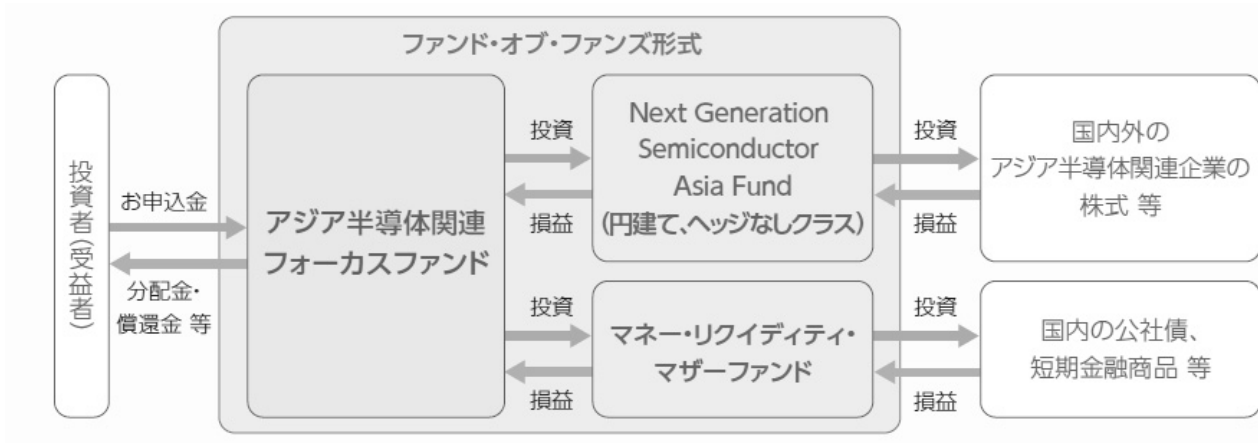 ファンド・オブ・ファンズ形式
投資者(受益者)
お申込金
分配金・
償還金 等
アジア半導体関連
フォーカスファンド
投資
損益
Next Generation
Semiconductor
Asia Fund
(円建て、ヘッジなしクラス)
投資
損益
国内外の
アジア半導体関連企業の
株式 等
投資
損益
マネー・リクイディティ・
マザーファンド
投資
損益
国内の公社債、
短期金融商品 等